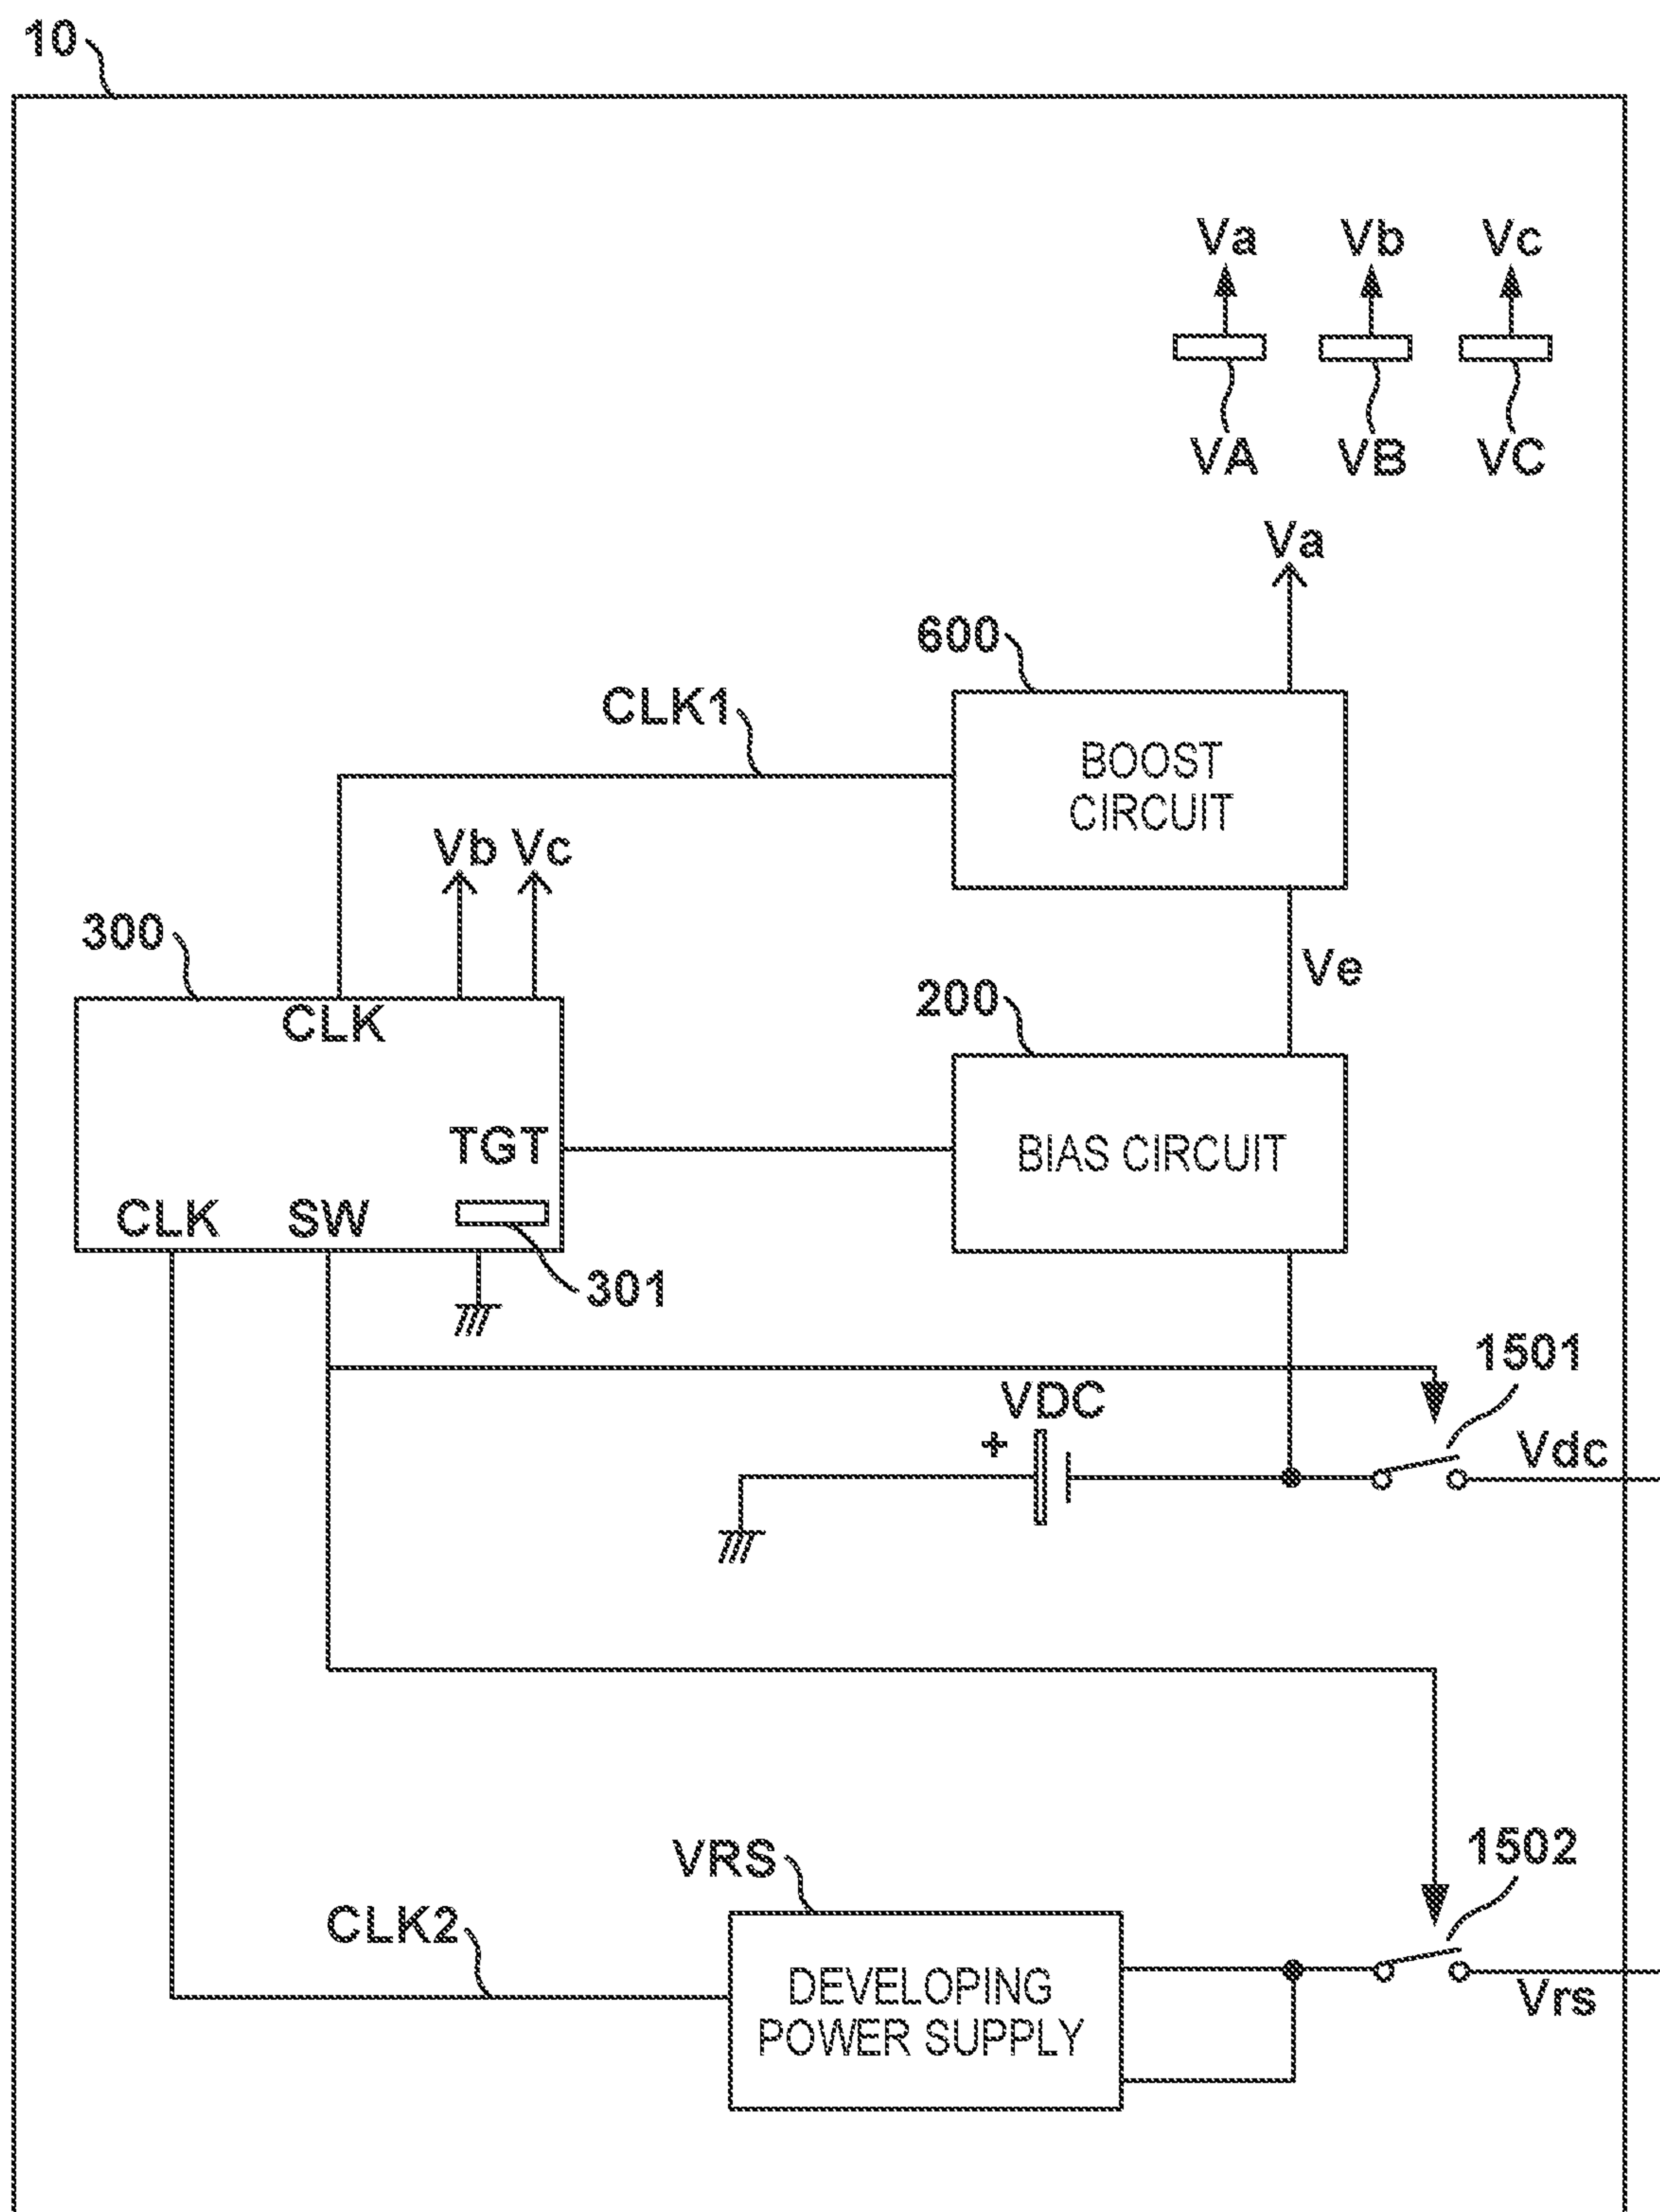 10
Va Vb Vc
VA VB VC
Va
600
CLK1
BOOST
CIRCUIT
Vb Vc
300
Ve
200
CLK
TGT
BIAS CIRCUIT
CLK SW
301
1501
VDC
+
Vdc
1502
VRS
CLK2
DEVELOPING
POWER SUPPLY
Vrs